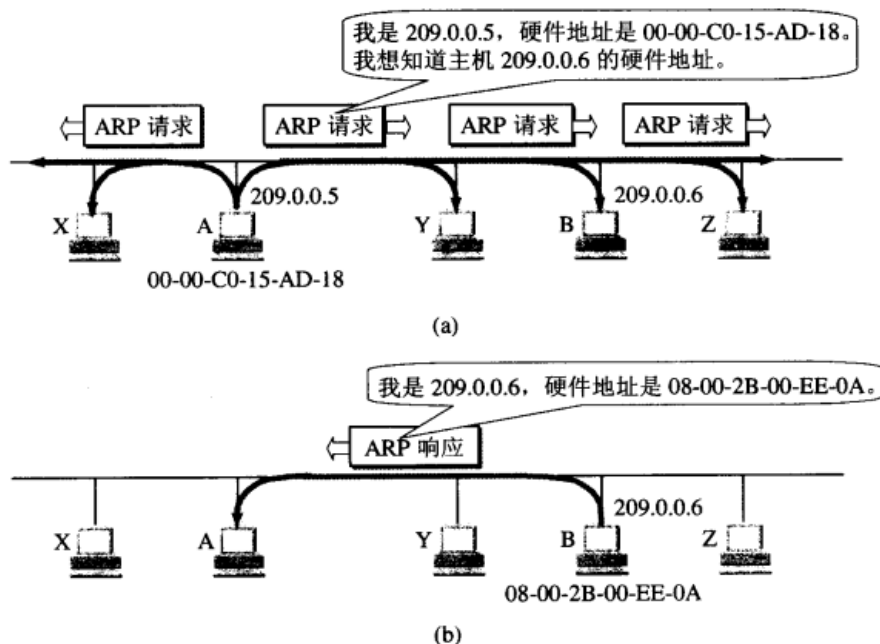 我是 209.0.0.5，硬件地址是 00-00-C0-15-AD-18。
我想知道主机 209.0.0.6 的硬件地址。
ARP 请求
ARP 请求
ARP 请求
ARP 请求
209.0.0.5
209.0.0.6
X
A
Y
B
Z
00-00-C0-15-AD-18
(a)
我是 209.0.0.6，硬件地址是 08-00-2B-00-EE-0A。
ARP 响应
209.0.0.6
X
A
Y
B
Z
08-00-2B-00-EE-0A
(b)